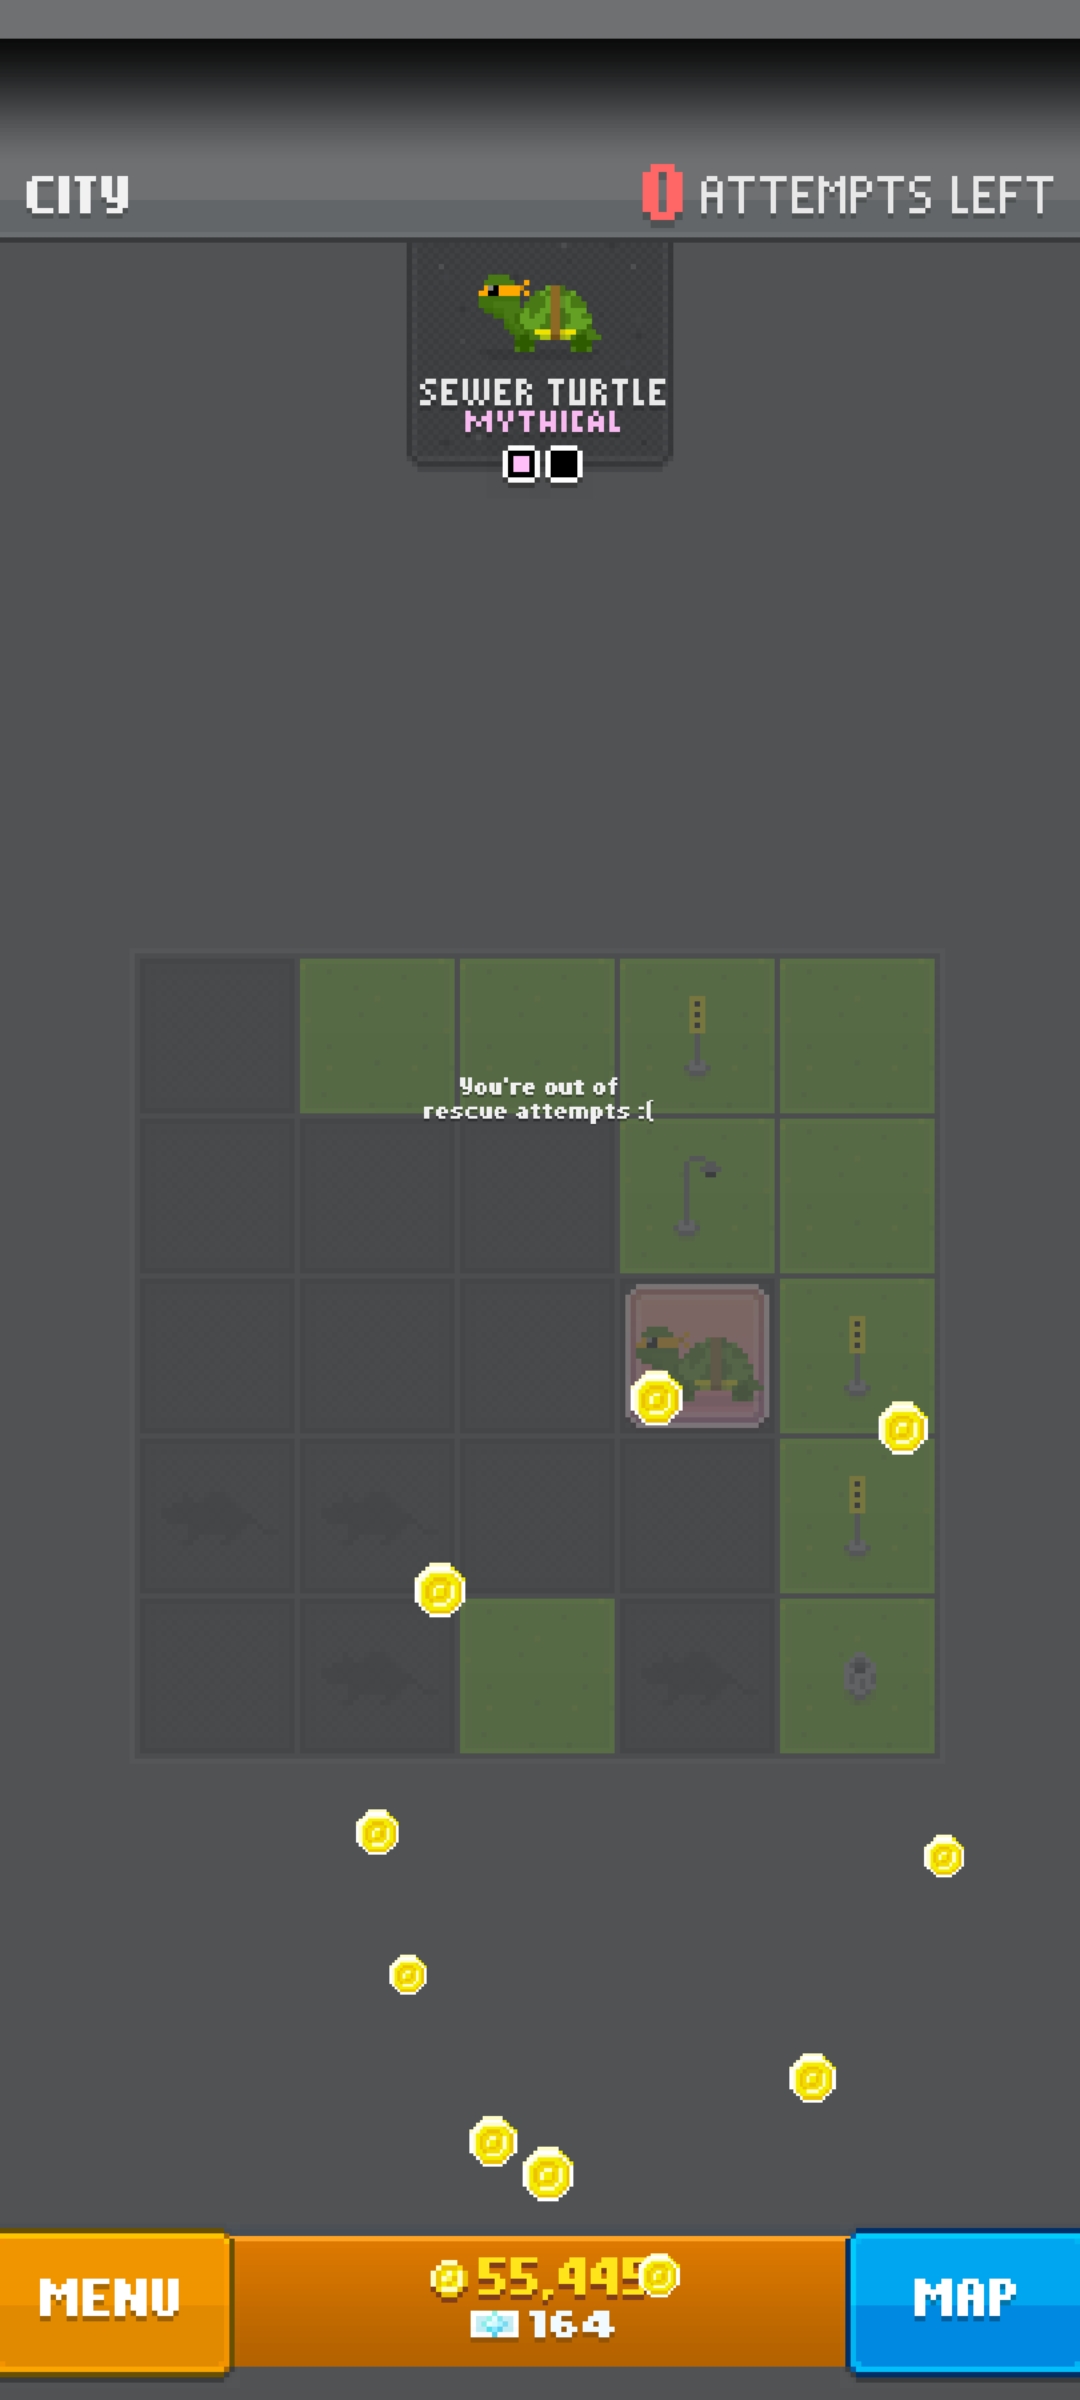 CITY
0 ATTEMPTS LEFT
SEWER TURTLE
MYTHICAL
You're out of
rescue attempts :(
MENU
55,445
164
MAP